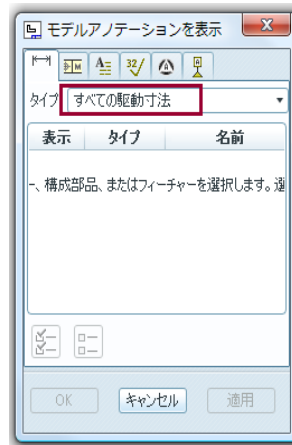 モデルアノテーションを表示
タイプ すべての駆動寸法
表示 タイプ 名前
、構成部品、またはフィーチャーを選択します。
OK キャンセル 適用